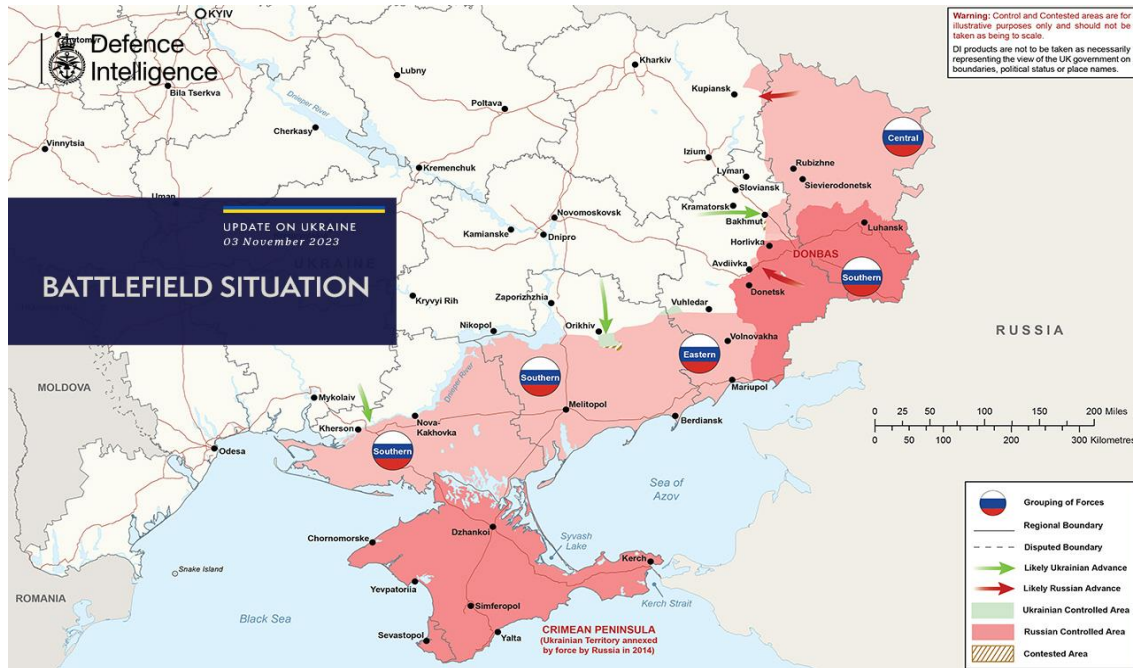 KYIV
Zhytomyr
Defence
Intelligence
Warning: Control and Contested areas are for
illustrative purposes only and should not be
taken as being to scale.
DI products are not to be taken as necessarily
representing the view of the UK government on
boundaries, political status or place names.
Lubny
Kharkiv
Bila Tserkva
Dnieper River
Poltava
Kupiansk
Cherkasy
Central
Vinnytsia
Izium
Kremenchuk
Lyman
Rubizhne
Sloviansk
Sievierodonetsk
Uman
Kramatorsk
UPDATE ON UKRAINE
03 November 2023
BATTLEFIELD SITUATION
Novomoskovsk
Bakhmut
Luhansk
Kamianske
Dnipro
Horlivka
DONBAS
Avdiivka
Southern
Donetsk
Kryvyi Rih
Zaporizhzhia
Vuhledar
Nikopol
Orikhiv
RUSSIA
Volnovakha
Eastern
Dnieper River
Southern
MOLDOVA
Mariupol
Mykolaiv
Melitopol
Berdiansk
Nova-
Kakhovka
Kherson
0 25 50 100 150 200 Miles
0 50 100 200 300 Kilometres
Odesa
Southern
Sea of
Azov
Grouping of Forces
Regional Boundary
Disputed Boundary
Likely Ukrainian Advance
Likely Russian Advance
Ukrainian Controlled Area
Russian Controlled Area
Contested Area
Dzhankoi
Chornomorske
Syvash
Lake
Kerch
Snake Island
Yevpatoriia
Kerch Strait
ROMANIA
Simferopol
Black Sea
Sevastopol
Yalta
CRIMEAN PENINSULA
(Ukrainian Territory annexed
by force by Russia in 2014)